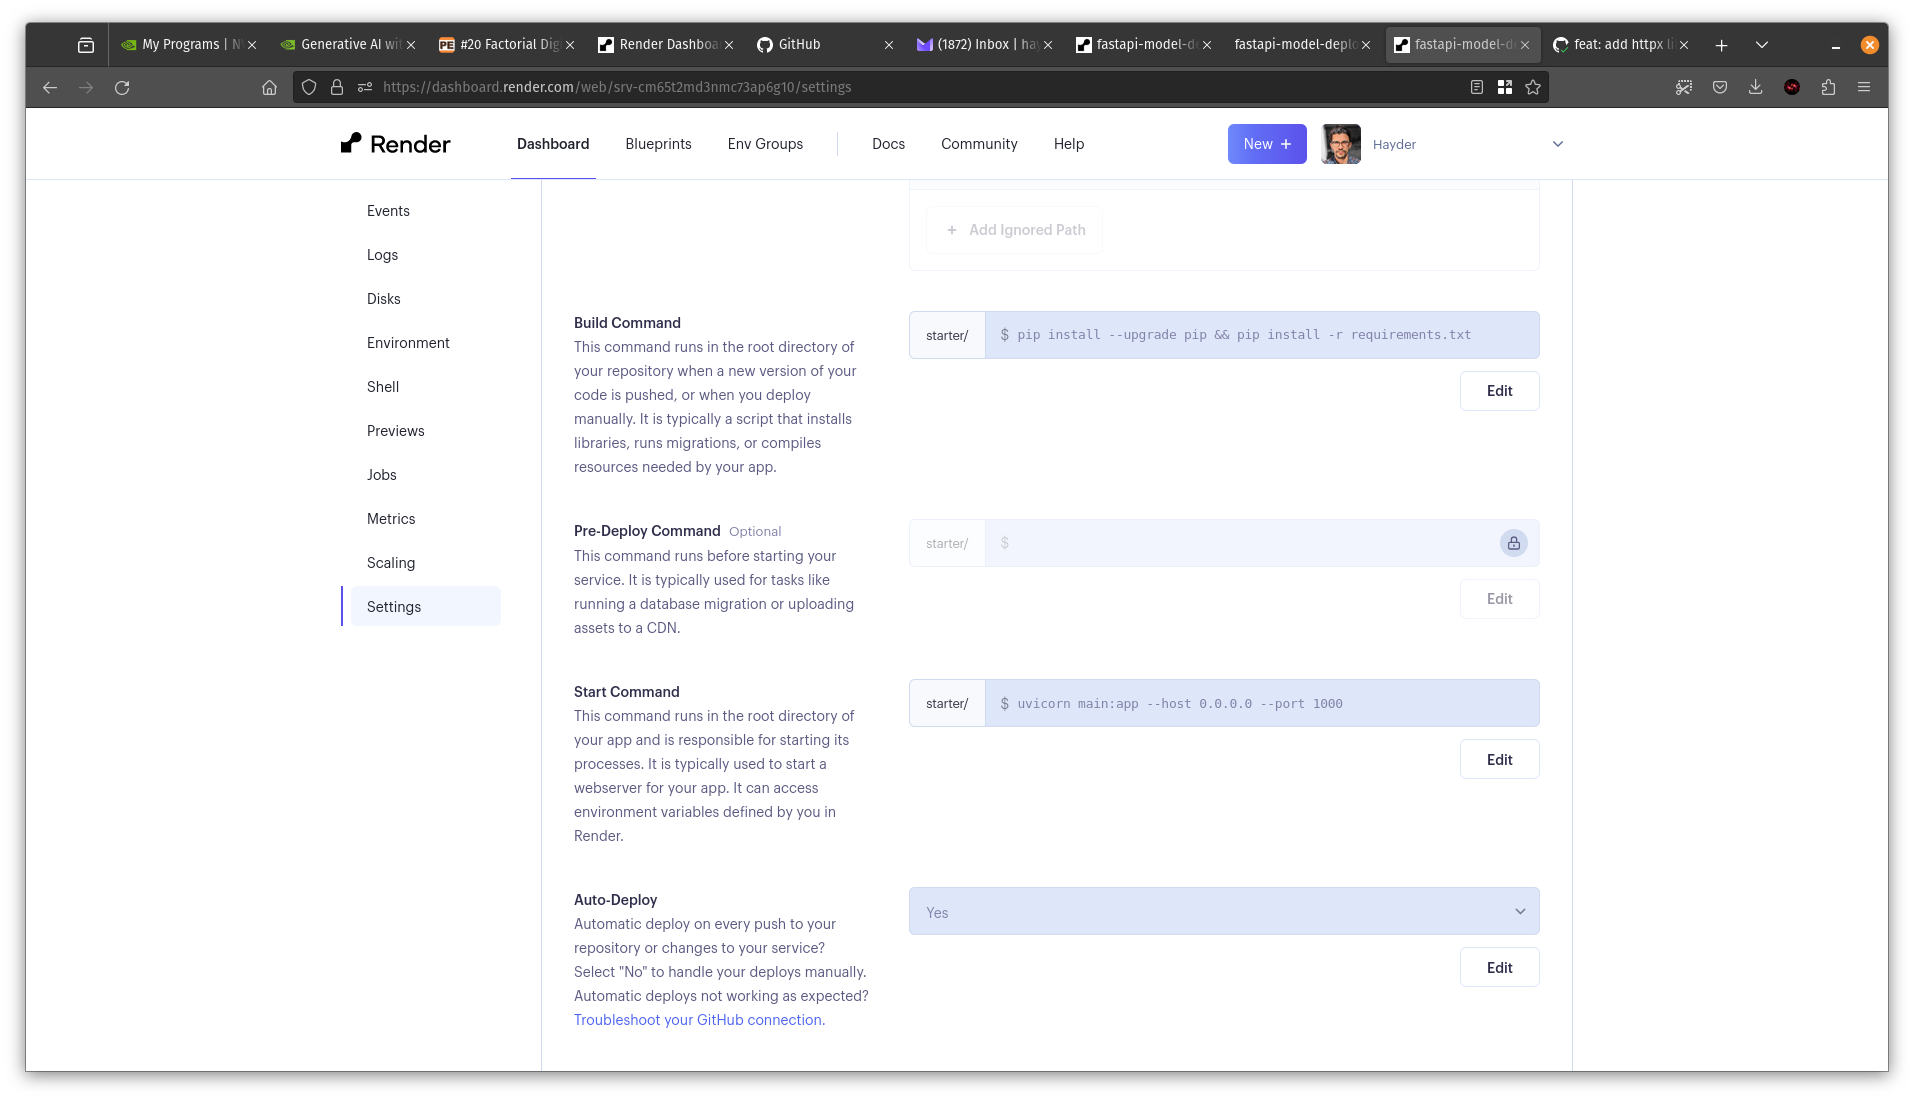 My Programs | N
Generative AI wit
#20 Factorial Dig
Render Dashboa
GitHub
(1872) Inbox | ha
fastapi-model-de
fastapi-model-deplo
fastapi-model-de
feat: add httpx li
https://dashboard.render.com/web/srv-cm65t2md3nmc73ap6g10/settings
Render
Dashboard
Blueprints
Env Groups
Docs
Community
Help
New +
Hayder
Events
Logs
Disks
Environment
Shell
Previews
Jobs
Metrics
Scaling
Settings
+ Add Ignored Path
Build Command
This command runs in the root directory of
your repository when a new version of your
code is pushed, or when you deploy
manually. It is typically a script that installs
libraries, runs migrations, or compiles
resources needed by your app.
starter/ $ pip install --upgrade pip && pip install -r requirements.txt
Edit
Pre-Deploy Command Optional
This command runs before starting your
service. It is typically used for tasks like
running a database migration or uploading
assets to a CDN.
starter/ $
Edit
Start Command
This command runs in the root directory of
your app and is responsible for starting its
processes. It is typically used to start a
webserver for your app. It can access
environment variables defined by you in
Render.
starter/ $ uvicorn main:app --host 0.0.0.0 --port 1000
Edit
Auto-Deploy
Automatic deploy on every push to your
repository or changes to your service?
Select "No" to handle your deploys manually.
Automatic deploys not working as expected?
Troubleshoot your GitHub connection.
Yes
Edit